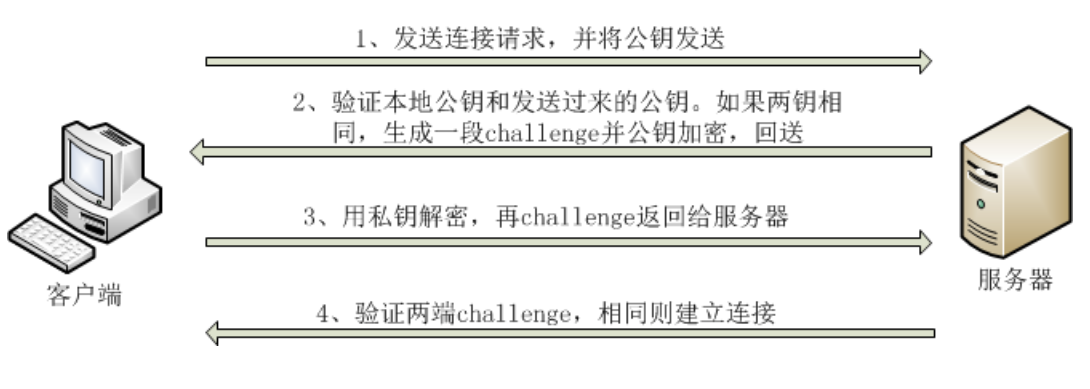 1、发送连接请求，并将公钥发送
2、验证本地公钥和发送过来的公钥。如果两钥相
同，生成一段challenge并公钥加密，回送
3、用私钥解密，再challenge返回给服务器
客户端
服务器
4、验证两端challenge，相同则建立连接